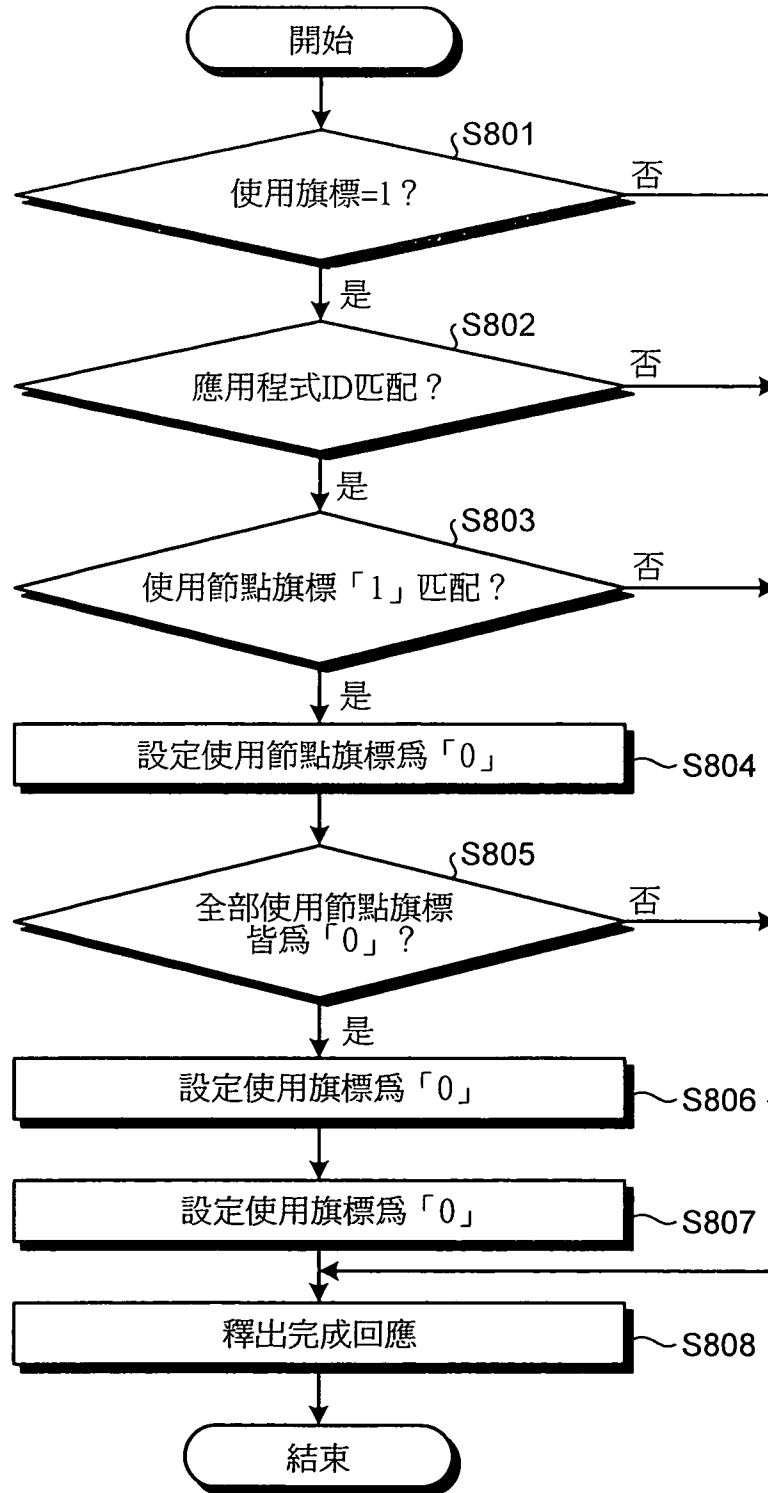 開始
S801
使用旗標=1？
否
是
S802
應用程式ID匹配？
否
是
S803
使用節點旗標「1」匹配？
否
是
設定使用節點旗標爲「0」
S804
S805
全部使用節點旗標
皆爲「0」？
否
是
設定使用旗標爲「0」
S806
設定使用旗標爲「0」
S807
釋出完成回應
S808
結束